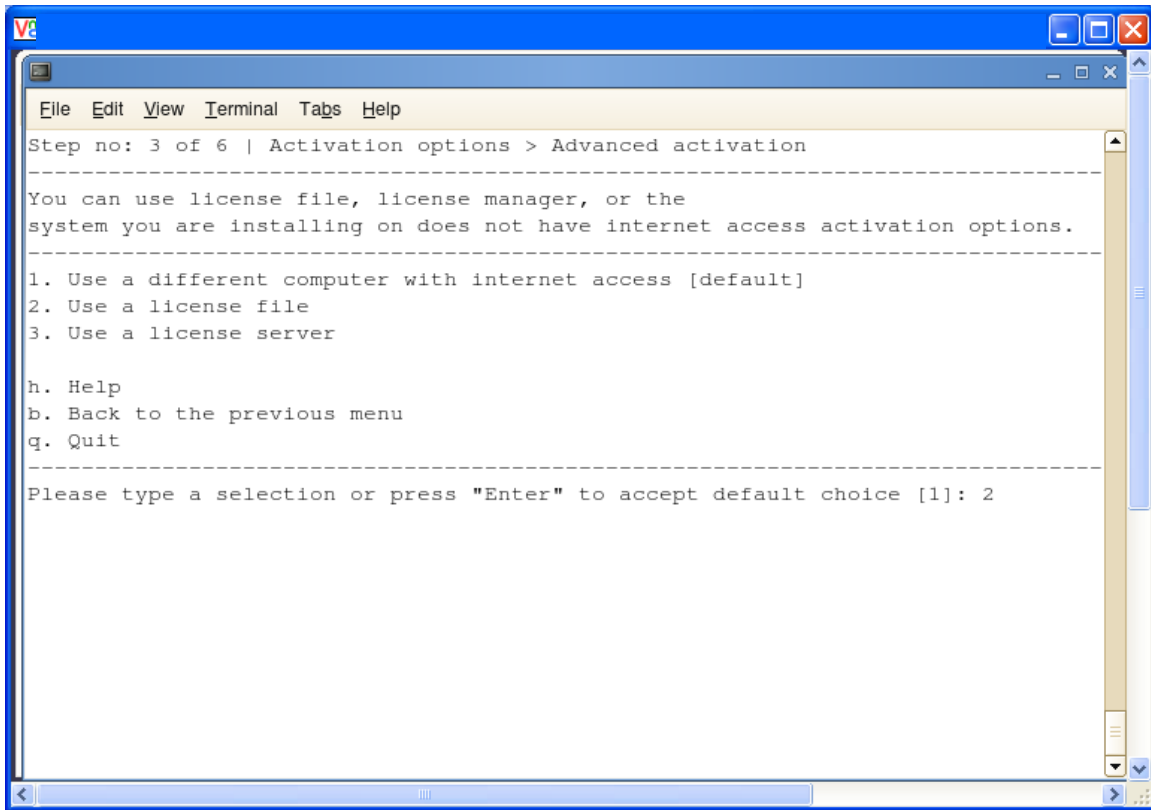 File Edit View Terminal Tabs Help
Step no: 3 of 6 | Activation options > Advanced activation
--------------------------------------------------------------------------------
You can use license file, license manager, or the
system you are installing on does not have internet access activation options.
--------------------------------------------------------------------------------
1. Use a different computer with internet access [default]
2. Use a license file
3. Use a license server
h. Help
b. Back to the previous menu
q. Quit
--------------------------------------------------------------------------------
Please type a selection or press "Enter" to accept default choice [1]: 2